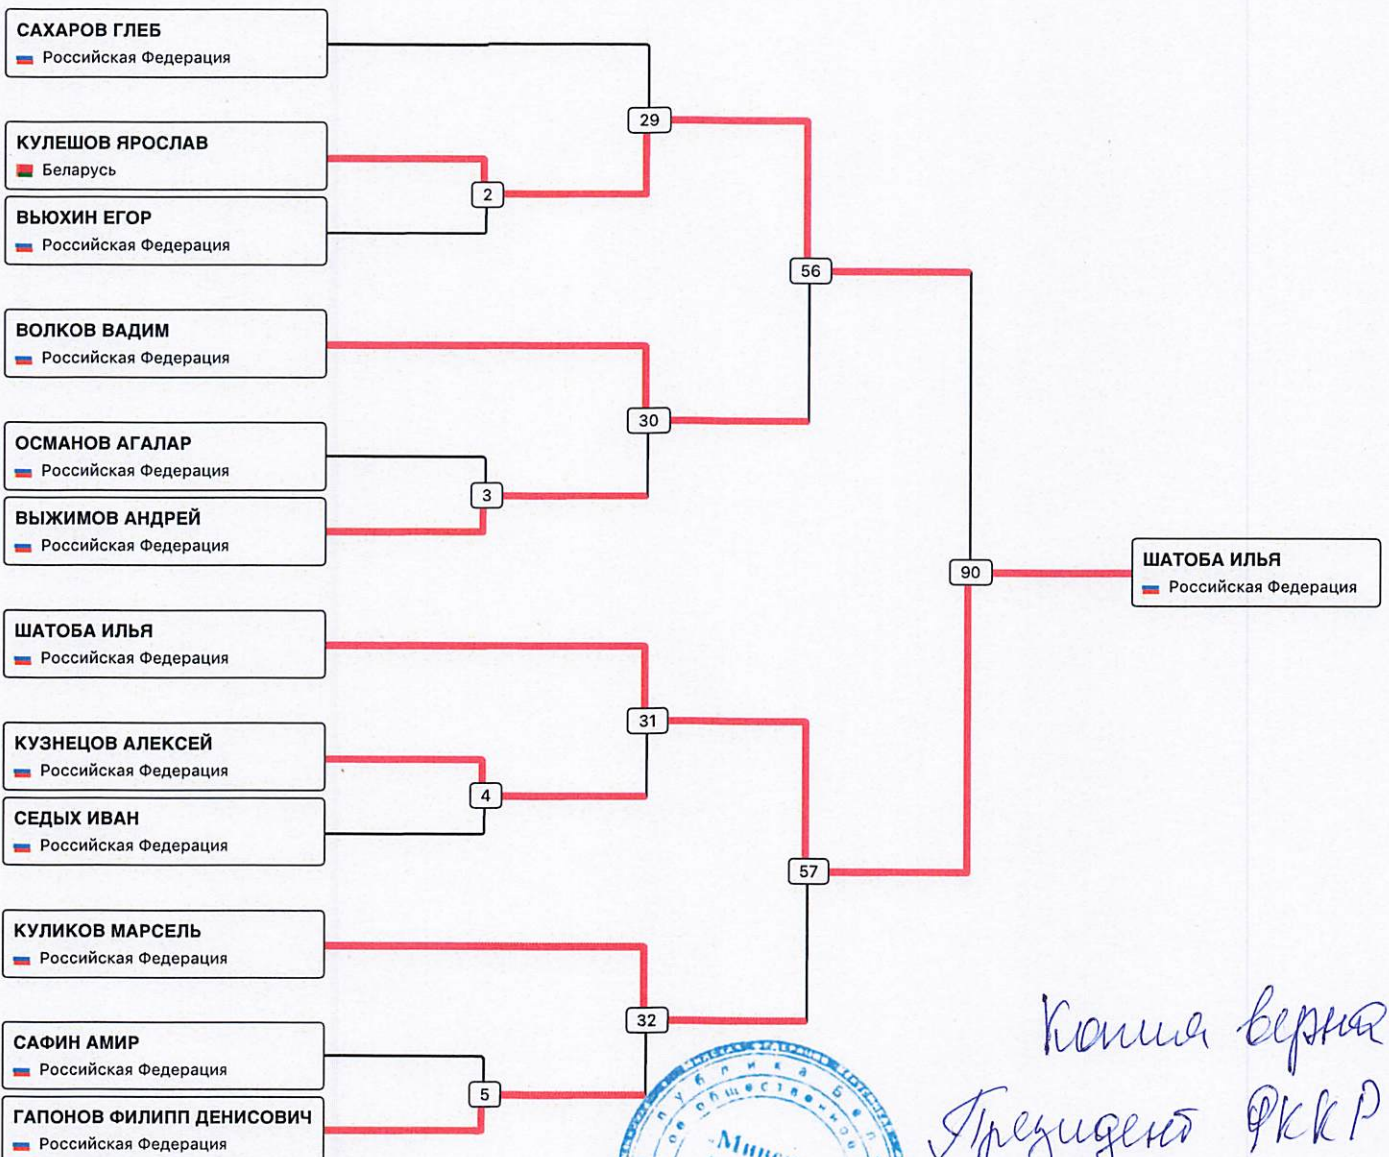 САХАРОВ ГЛЕБ
Российская Федерация
КУЛЕШОВ ЯРОСЛАВ
Беларусь
ВЬЮХИН ЕГОР
Российская Федерация
ВОЛКОВ ВАДИМ
Российская Федерация
ОСМАНОВ АГАЛАР
Российская Федерация
ВЫЖИМОВ АНДРЕЙ
Российская Федерация
ШАТОБА ИЛЬЯ
Российская Федерация
КУЗНЕЦОВ АЛЕКСЕЙ
Российская Федерация
СЕДЫХ ИВАН
Российская Федерация
КУЛИКОВ МАРСЕЛЬ
Российская Федерация
САФИН АМИР
Российская Федерация
ГАПОНОВ ФИЛИПП ДЕНИСОВИЧ
Российская Федерация
2
3
4
5
29
30
31
32
56
57
90
ШАТОБА ИЛЬЯ
Российская Федерация
Копия верна
Президент ФККР